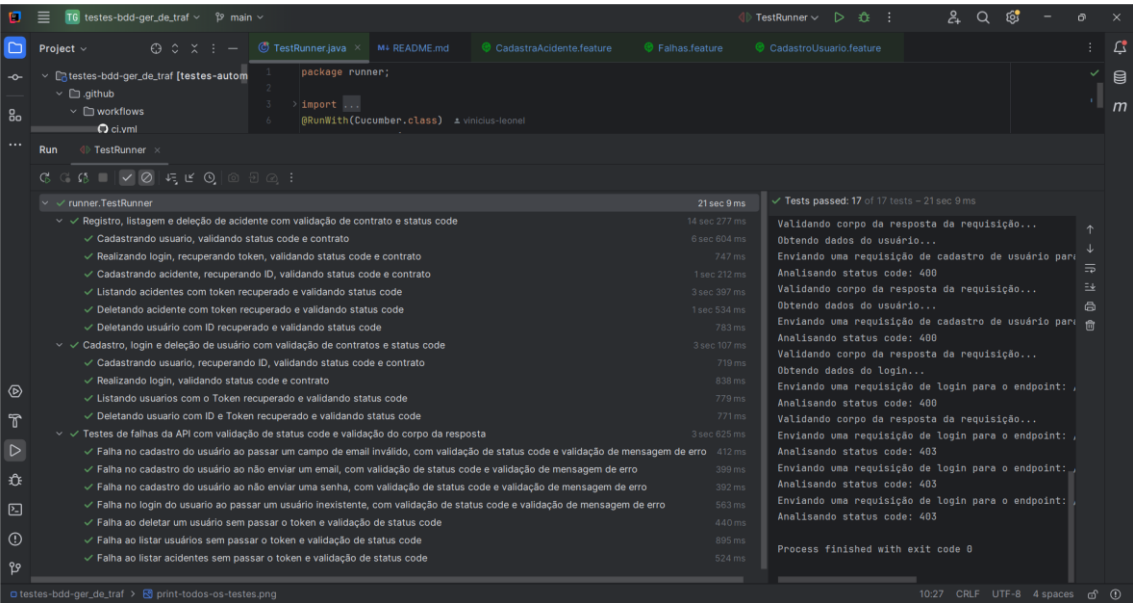 TG testes-bdd-ger_de_traf main TestRunner
Project TestRunner.java README.md CadastraAcidente.feature Falhas.feature CadastroUsuario.feature
testes-bdd-ger_de_traf [testes-autom
.github
workflows
ci.yml
1 package runner;
2
3 import ...
6 @RunWith(Cucumber.class) vinicius-leonel
Run TestRunner
runner.TestRunner 21 sec 9 ms
Registro, listagem e deleção de acidente com validação de contrato e status code 14 sec 277 ms
Cadastrando usuario, validando status code e contrato 6 sec 604 ms
Realizando login, recuperando token, validando status code e contrato 747 ms
Cadastrando acidente, recuperando ID, validando status code e contrato 1 sec 212 ms
Listando acidentes com token recuperado e validando status code 3 sec 397 ms
Deletando acidente com token recuperado e validando status code 1 sec 534 ms
Deletando usuário com ID recuperado e validando status code 783 ms
Cadastro, login e deleção de usuário com validação de contratos e status code 3 sec 107 ms
Cadastrando usuario, recuperando ID, validando status code e contrato 719 ms
Realizando login, validando status code e contrato 838 ms
Listando usuarios com o Token recuperado e validando status code 779 ms
Deletando usuario com ID e Token recuperado e validando status code 771 ms
Testes de falhas da API com validação de status code e validação do corpo da resposta 3 sec 625 ms
Falha no cadastro do usuário ao passar um campo de email inválido, com validação de status code e validação de mensagem de erro 412 ms
Falha no cadastro do usuário ao não enviar um email, com validação de status code e validação de mensagem de erro 399 ms
Falha no cadastro do usuário ao não enviar uma senha, com validação de status code e validação de mensagem de erro 392 ms
Falha no login do usuario ao passar um usuário inexistente, com validação de status code e validação de mensagem de erro 563 ms
Falha ao deletar um usuário sem passar o token e validação de status code 440 ms
Falha ao listar usuários sem passar o token e validação de status code 895 ms
Falha ao listar acidentes sem passar o token e validação de status code 524 ms
Tests passed: 17 of 17 tests – 21 sec 9 ms
Validando corpo da resposta da requisição...
Obtendo dados do usuário...
Enviando uma requisição de cadastro de usuário para
Analisando status code: 400
Validando corpo da resposta da requisição...
Obtendo dados do usuário...
Enviando uma requisição de cadastro de usuário para
Analisando status code: 400
Validando corpo da resposta da requisição...
Obtendo dados do login...
Enviando uma requisição de login para o endpoint: /
Analisando status code: 400
Validando corpo da resposta da requisição...
Enviando uma requisição de login para o endpoint: /
Analisando status code: 403
Enviando uma requisição de login para o endpoint: /
Analisando status code: 403
Enviando uma requisição de login para o endpoint: /
Analisando status code: 403
Process finished with exit code 0
testes-bdd-ger_de_traf > print-todos-os-testes.png 10:27 CRLF UTF-8 4 spaces